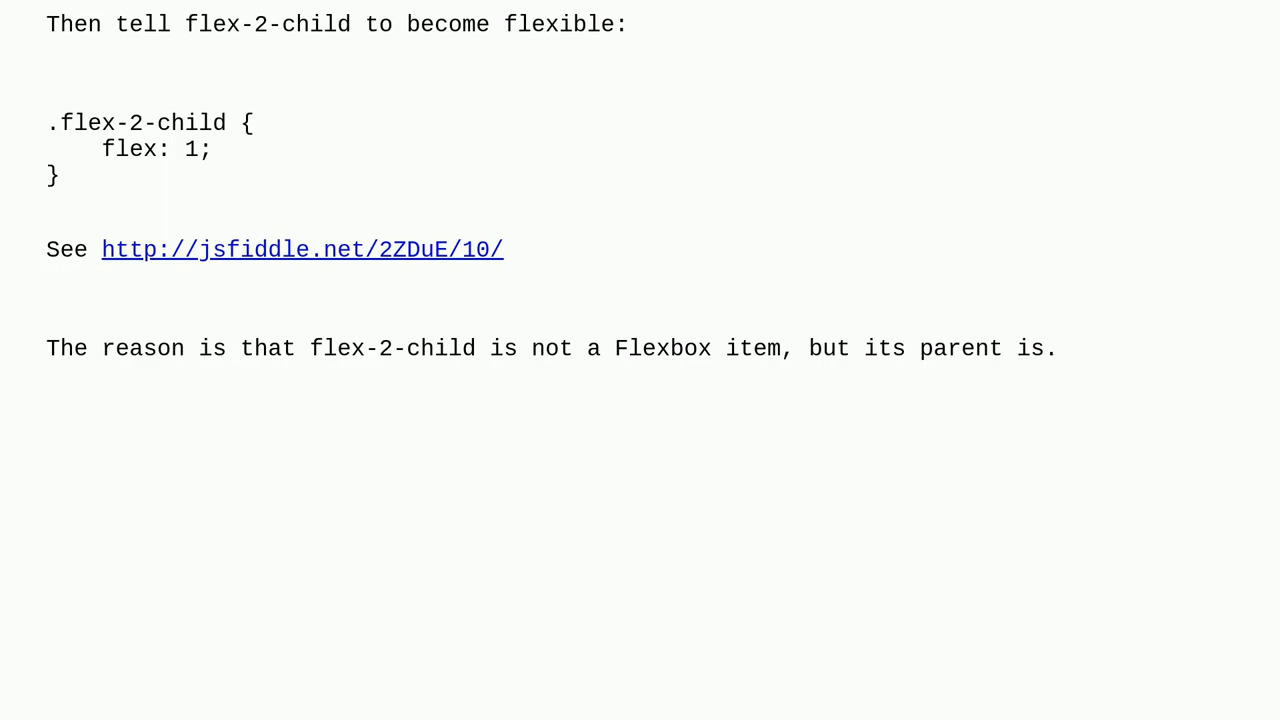 Then tell flex-2-child to become flexible:
.flex-2-child {
    flex: 1;
}
See http://jsfiddle.net/2ZDuE/10/
The reason is that flex-2-child is not a Flexbox item, but its parent is.